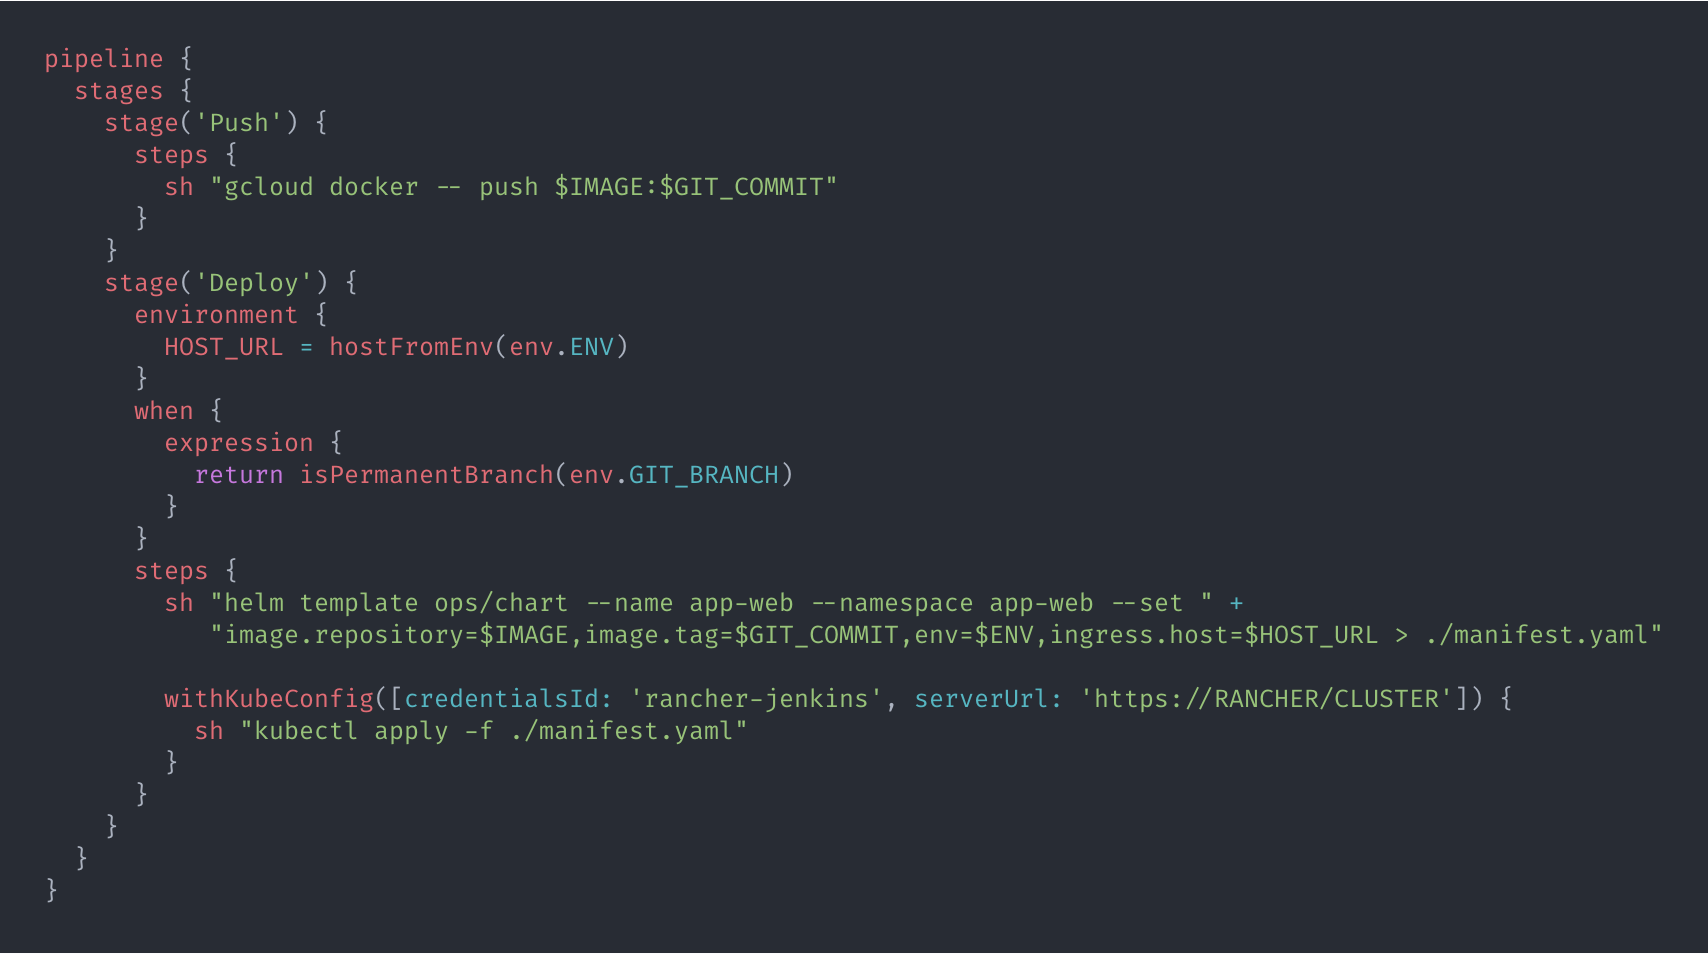 pipeline {
  stages {
    stage('Push') {
      steps {
        sh "gcloud docker -- push $IMAGE:$GIT_COMMIT"
      }
    }
    stage('Deploy') {
      environment {
        HOST_URL = hostFromEnv(env.ENV)
      }
      when {
        expression {
          return isPermanentBranch(env.GIT_BRANCH)
        }
      }
      steps {
        sh "helm template ops/chart --name app-web --namespace app-web --set " +
           "image.repository=$IMAGE,image.tag=$GIT_COMMIT,env=$ENV,ingress.host=$HOST_URL > ./manifest.yaml"

        withKubeConfig([credentialsId: 'rancher-jenkins', serverUrl: 'https://RANCHER/CLUSTER']) {
          sh "kubectl apply -f ./manifest.yaml"
        }
      }
    }
  }
}